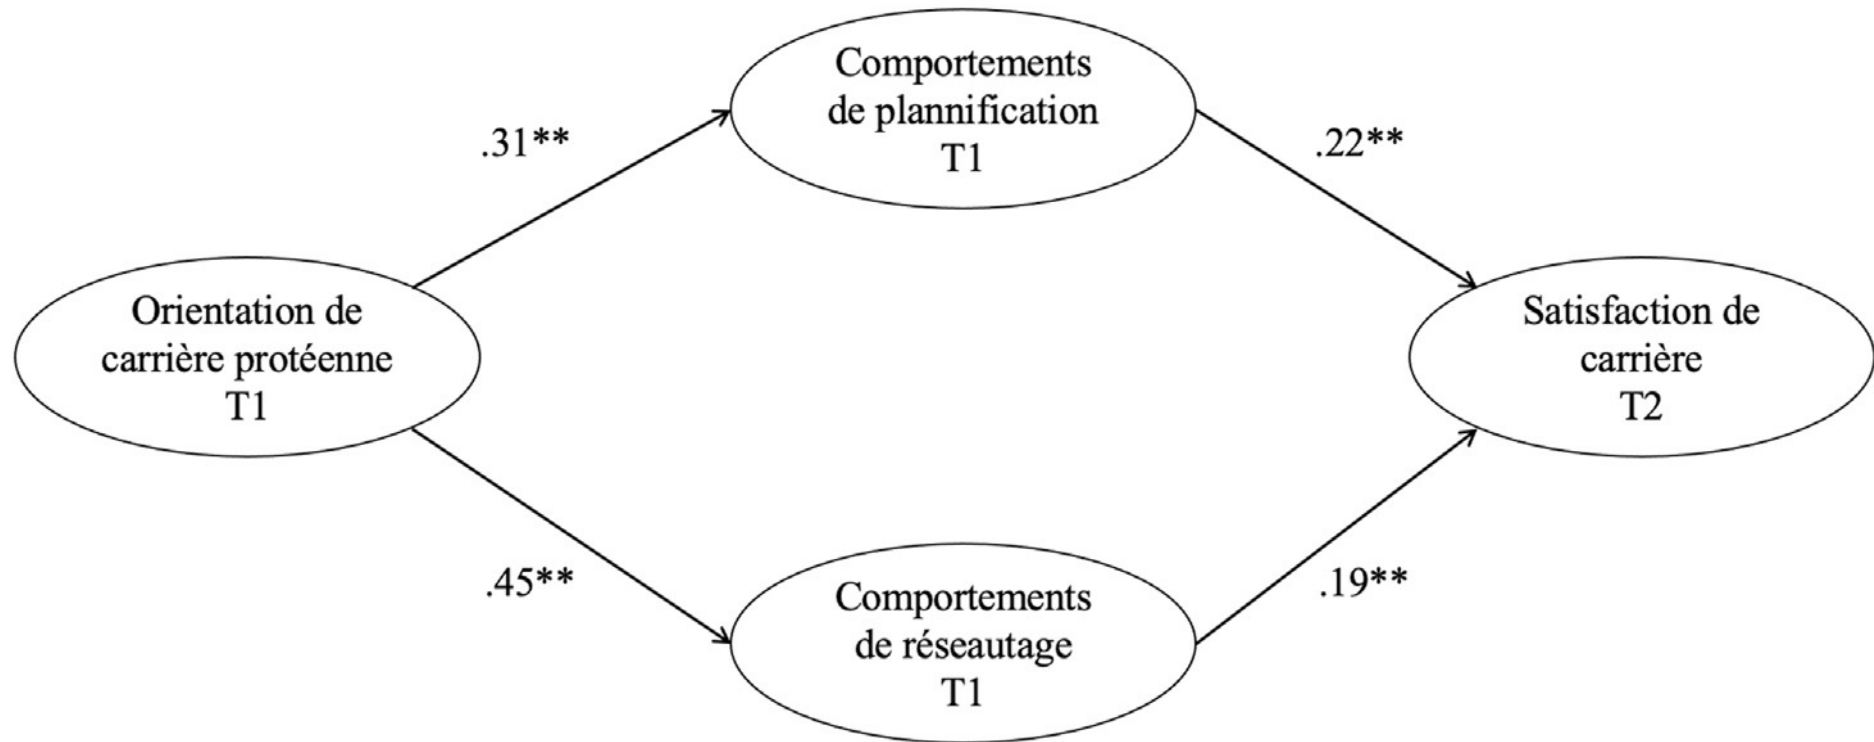 Comportements
de plannification
T1
.31**
.22**
Orientation de
carrière protéenne
T1
Satisfaction de
carrière
T2
.45**
.19**
Comportements
de réseautage
T1